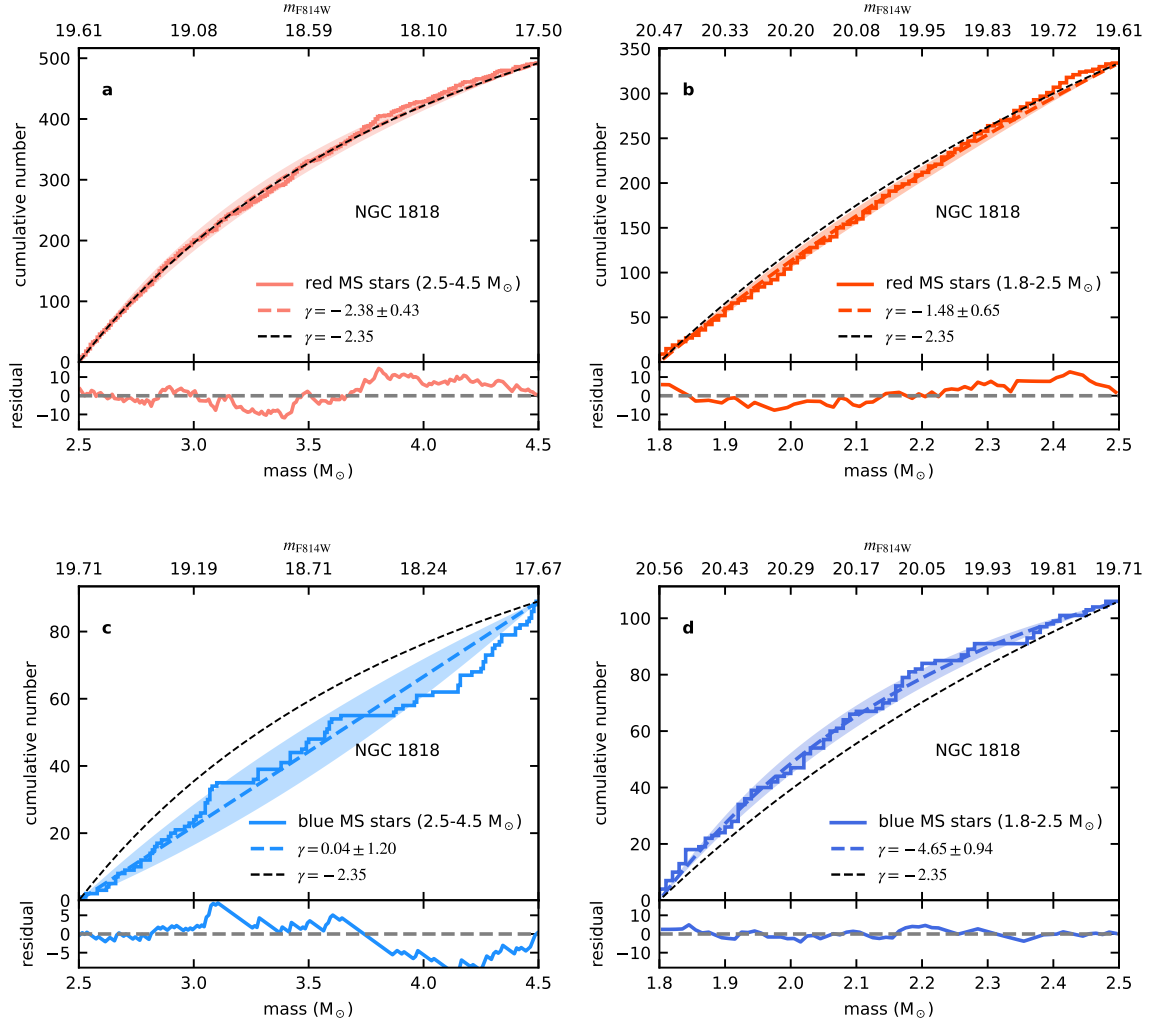 m_F814W
19.61 19.08 18.59 18.10 17.50
500
400
300
200
100
0
cumulative number
a
NGC 1818
red MS stars (2.5-4.5 M⊙)
γ = −2.38 ± 0.43
γ = −2.35
10
0
−10
residual
2.5 3.0 3.5 4.0 4.5
mass (M⊙)
m_F814W
20.47 20.33 20.20 20.08 19.95 19.83 19.72 19.61
350
300
250
200
150
100
50
0
cumulative number
b
NGC 1818
red MS stars (1.8-2.5 M⊙)
γ = −1.48 ± 0.65
γ = −2.35
10
0
−10
residual
1.8 1.9 2.0 2.1 2.2 2.3 2.4 2.5
mass (M⊙)
m_F814W
19.71 19.19 18.71 18.24 17.67
80
60
40
20
0
cumulative number
c
NGC 1818
blue MS stars (2.5-4.5 M⊙)
γ = 0.04 ± 1.20
γ = −2.35
5
0
−5
residual
2.5 3.0 3.5 4.0 4.5
mass (M⊙)
m_F814W
20.56 20.43 20.29 20.17 20.05 19.93 19.81 19.71
100
80
60
40
20
0
cumulative number
d
NGC 1818
blue MS stars (1.8-2.5 M⊙)
γ = −4.65 ± 0.94
γ = −2.35
10
0
−10
residual
1.8 1.9 2.0 2.1 2.2 2.3 2.4 2.5
mass (M⊙)